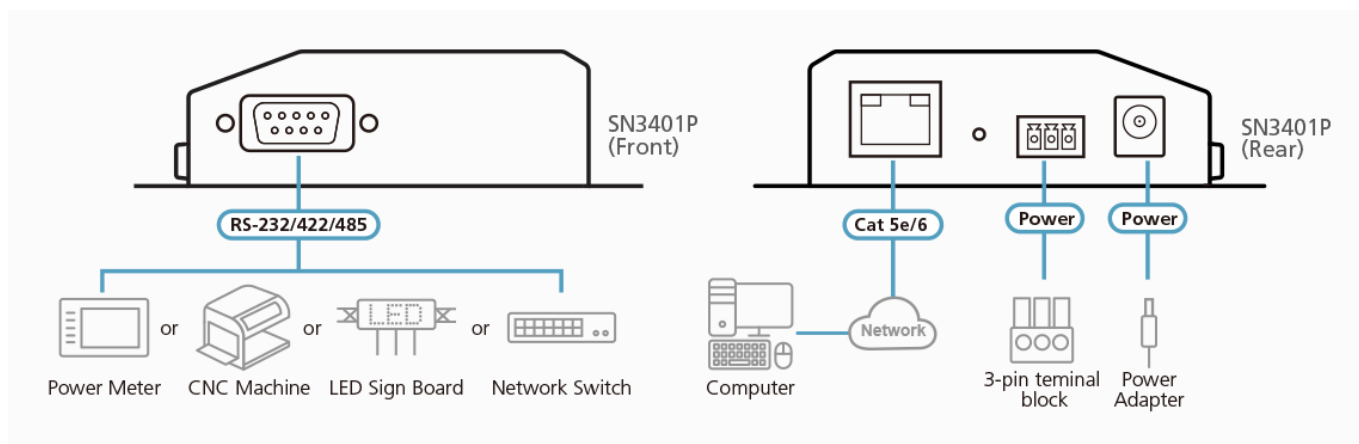 SN3401P
(Front)
RS-232/422/485
or
or
or
Power Meter
CNC Machine
LED
LED Sign Board
Network Switch
SN3401P
(Rear)
Cat 5e/6
Power
Power
Network
Computer
3-pin teminal
block
Power
Adapter